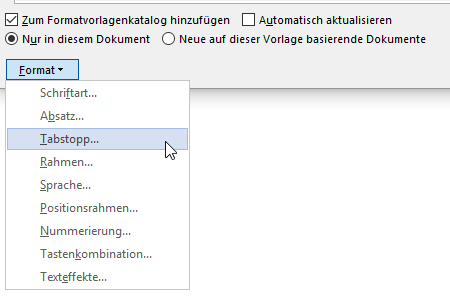 Zum Formatvorlagenkatalog hinzufügen Automatisch aktualisieren
Nur in diesem Dokument Neue auf dieser Vorlage basierende Dokumente
Format
Schriftart...
Absatz...
Tabstopp...
Rahmen...
Sprache...
Positionsrahmen...
Nummerierung...
Tastenkombination...
Texteffekte...